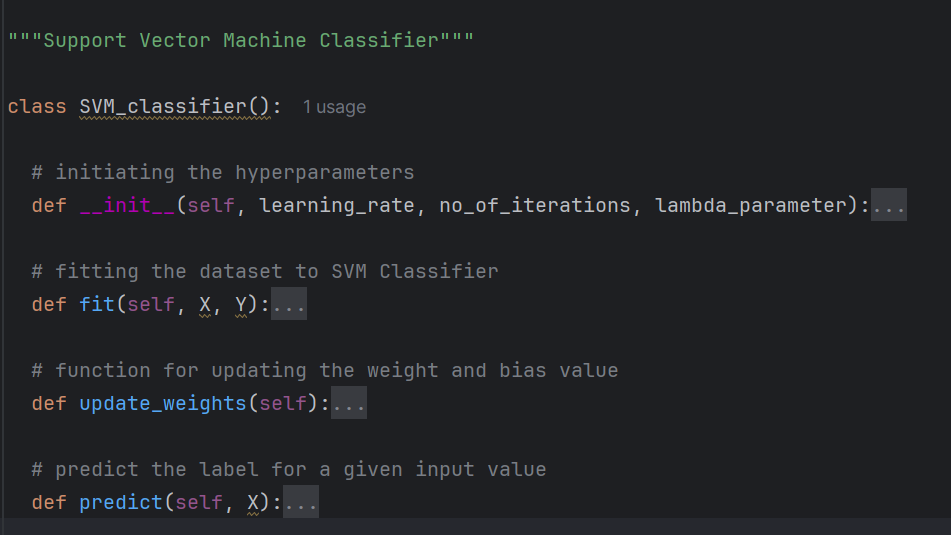 """Support Vector Machine Classifier"""
class SVM_classifier(): 1 usage
# initiating the hyperparameters
def __init__(self, learning_rate, no_of_iterations, lambda_parameter):...
# fitting the dataset to SVM Classifier
def fit(self, X, Y):...
# function for updating the weight and bias value
def update_weights(self):...
# predict the label for a given input value
def predict(self, X):...